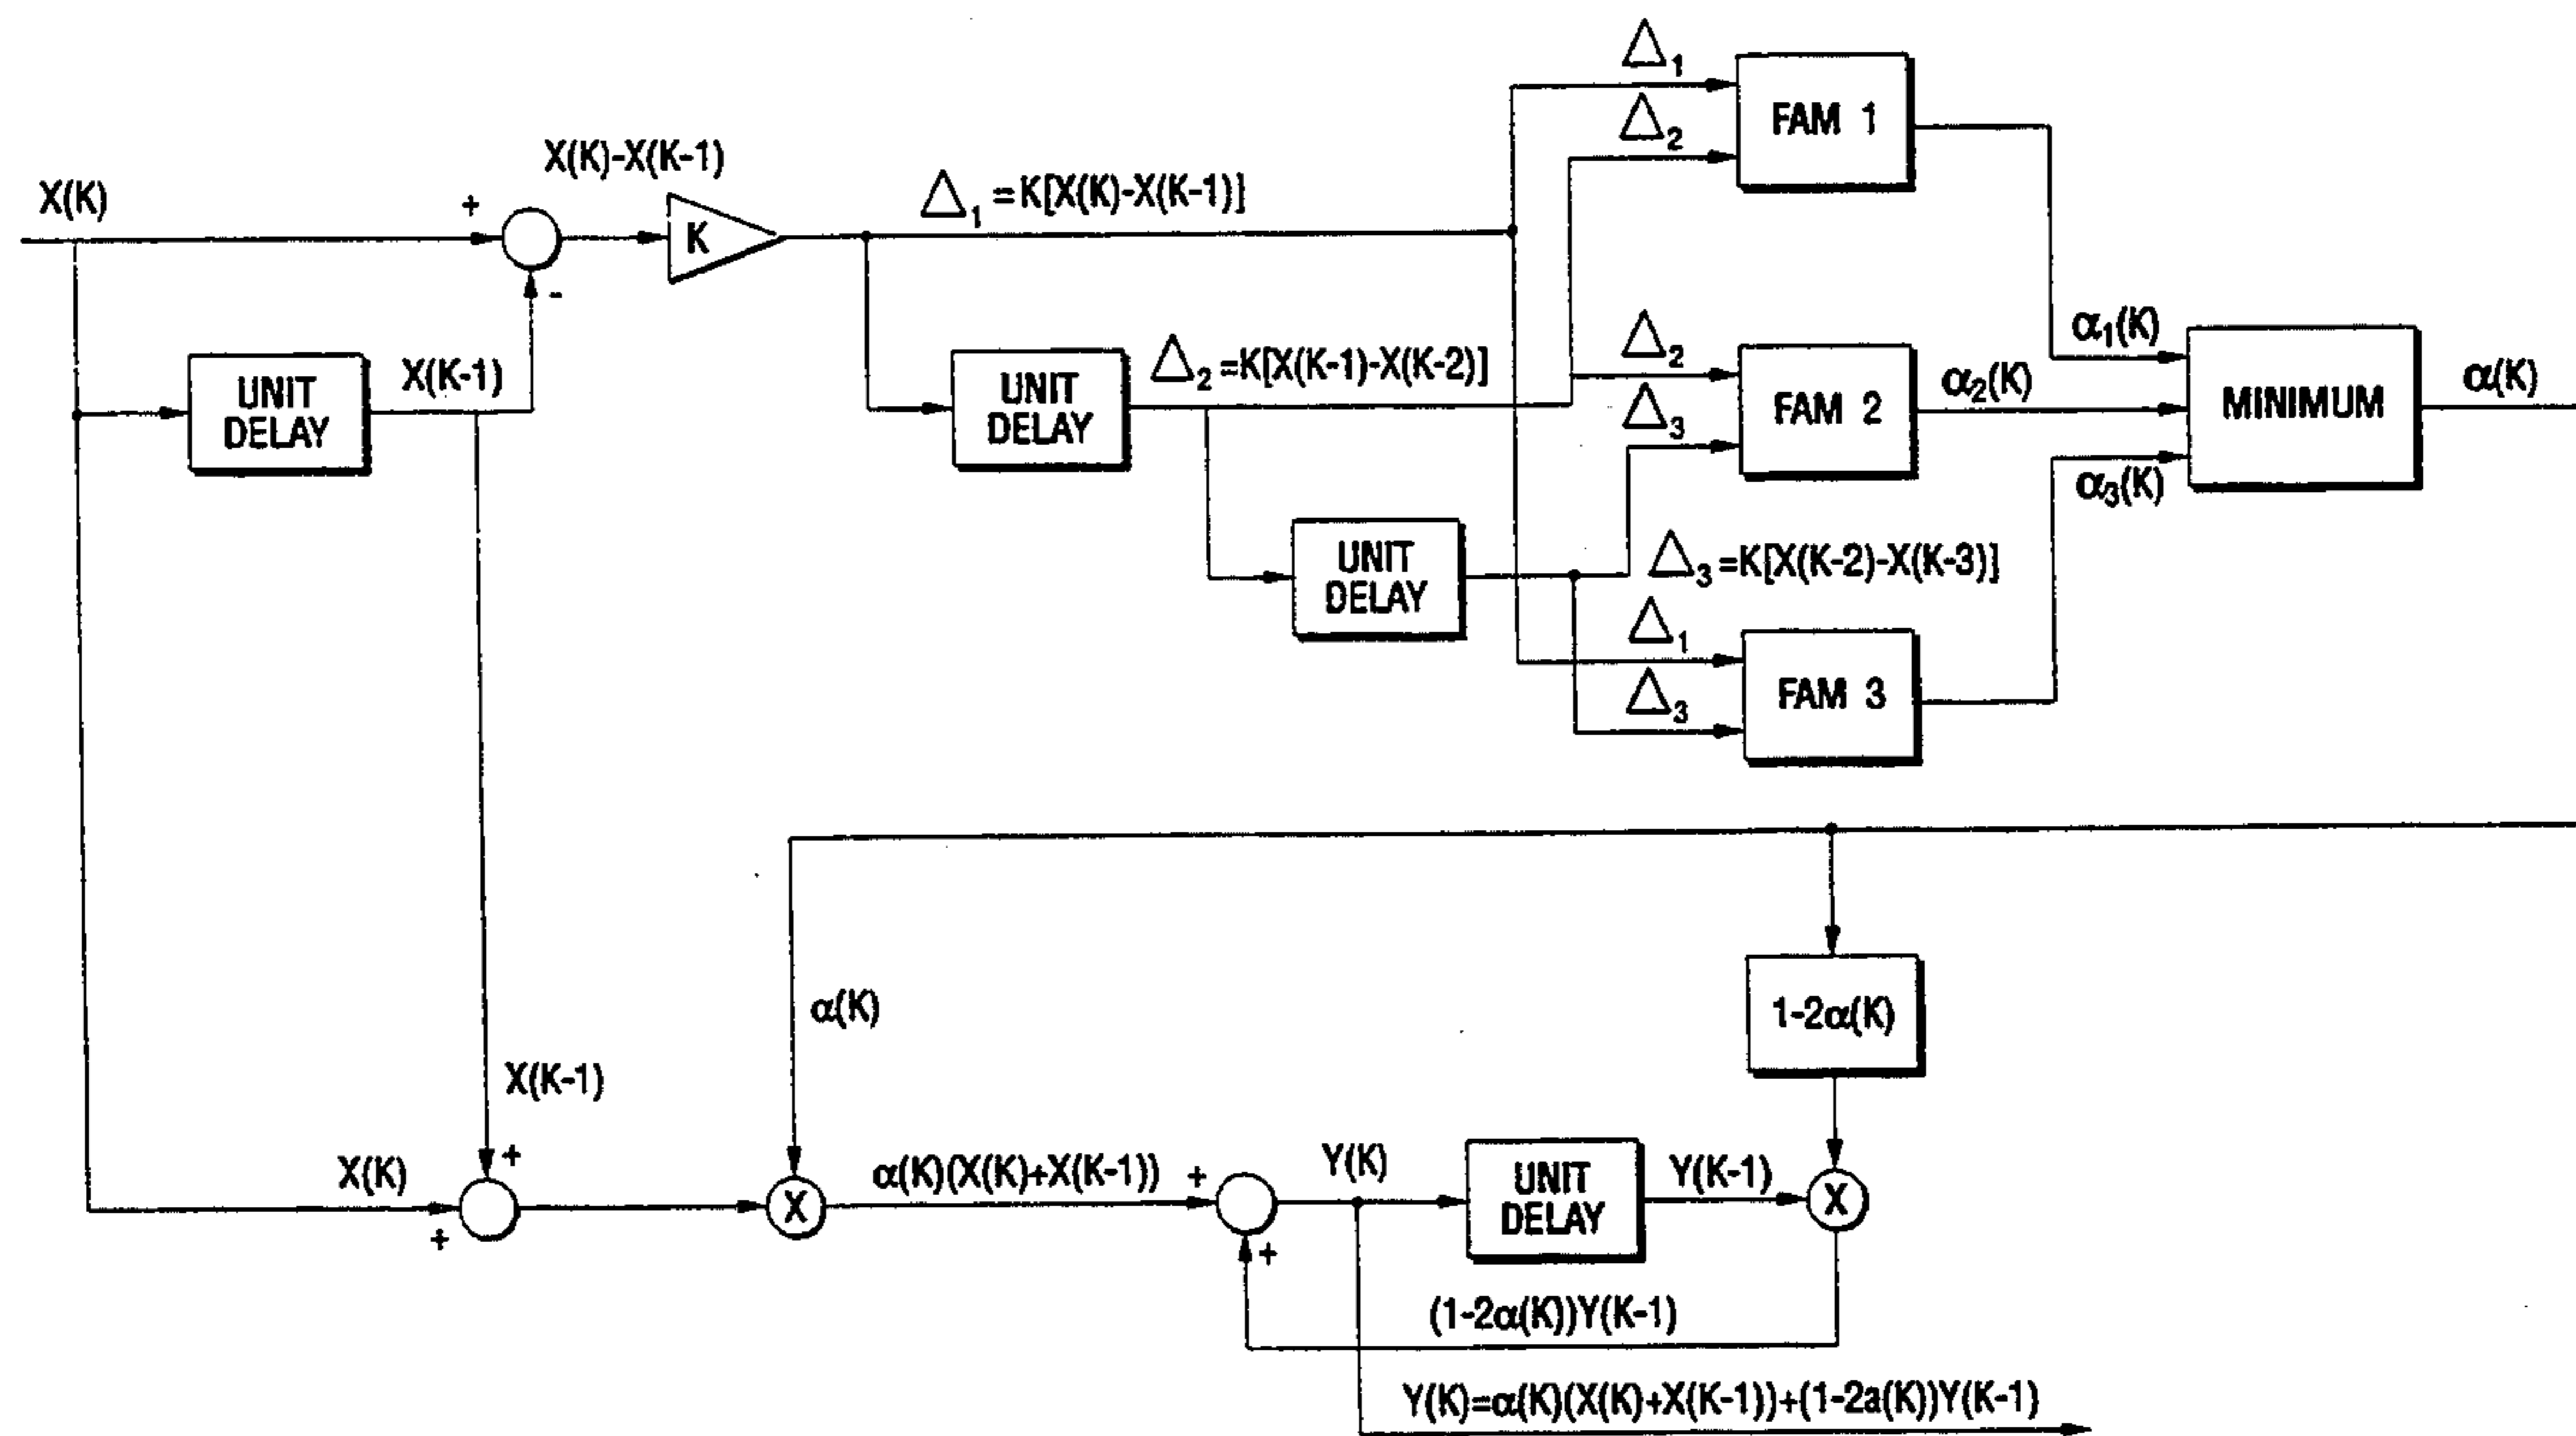 Δ1
Δ2
FAM 1
X(K)
+
-
X(K)-X(K-1)
K
Δ1 =K[X(K)-X(K-1)]
UNIT
DELAY
X(K-1)
UNIT
DELAY
Δ2 =K[X(K-1)-X(K-2)]
Δ2
Δ3
FAM 2
α1(K)
α2(K)
α3(K)
MINIMUM
α(K)
UNIT
DELAY
Δ3 =K[X(K-2)-X(K-3)]
Δ1
Δ3
FAM 3
α(K)
1-2α(K)
X(K-1)
+
X(K)
+
X
α(K)(X(K)+X(K-1))
+
+
Y(K)
UNIT
DELAY
Y(K-1)
X
(1-2α(K))Y(K-1)
Y(K)=α(K)(X(K)+X(K-1))+(1-2a(K))Y(K-1)